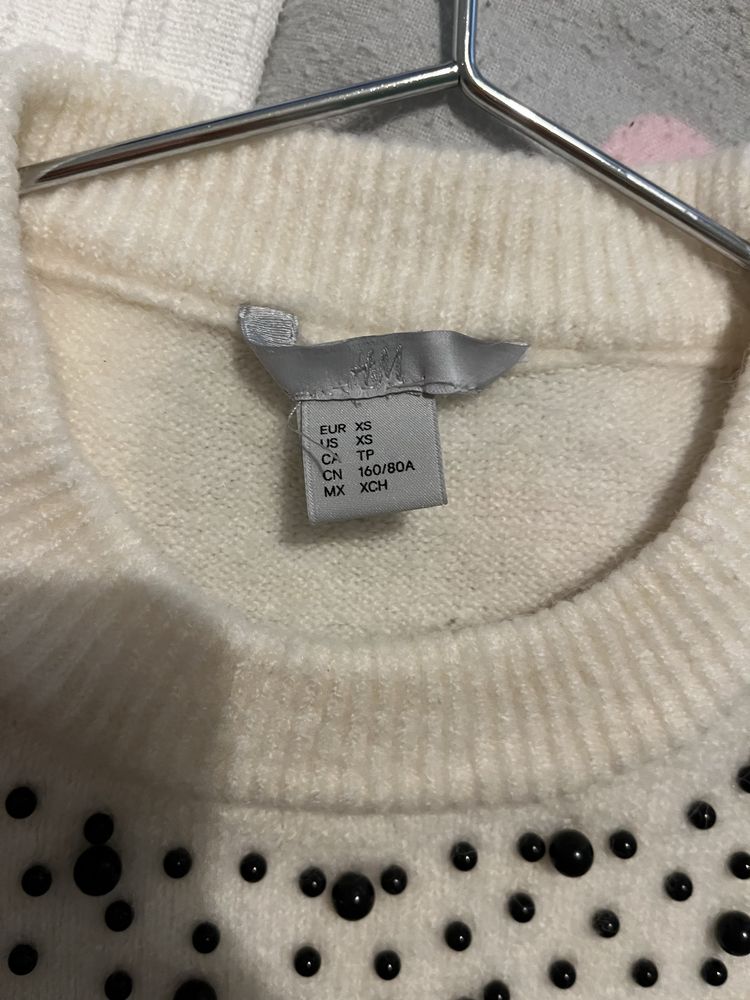 H&M
EUR XS
US XS
CA TP
CN 160/80A
MX XCH